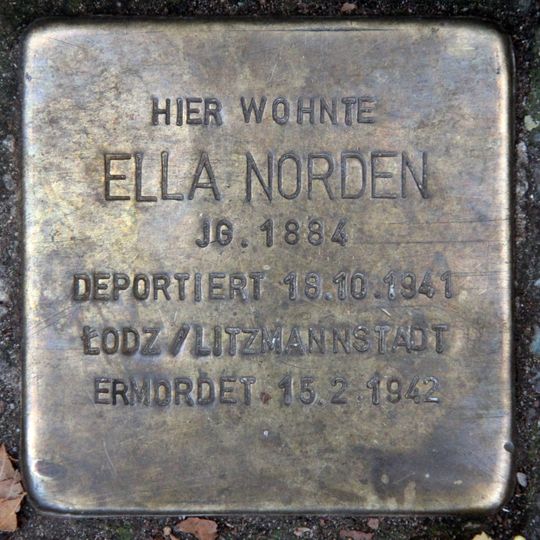 HIER WOHNTE
ELLA NORDEN
JG. 1884
DEPORTIERT 18.10.1941
ŁODZ / LITZMANNSTADT
ERMORDET 15.2.1942